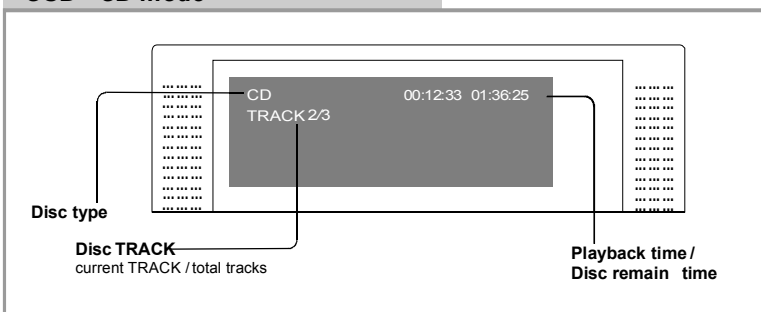 CD 00:12:33 01:36:25
TRACK 2/3
Disc type
Disc TRACK
current TRACK / total tracks
Playback time /
Disc remain time